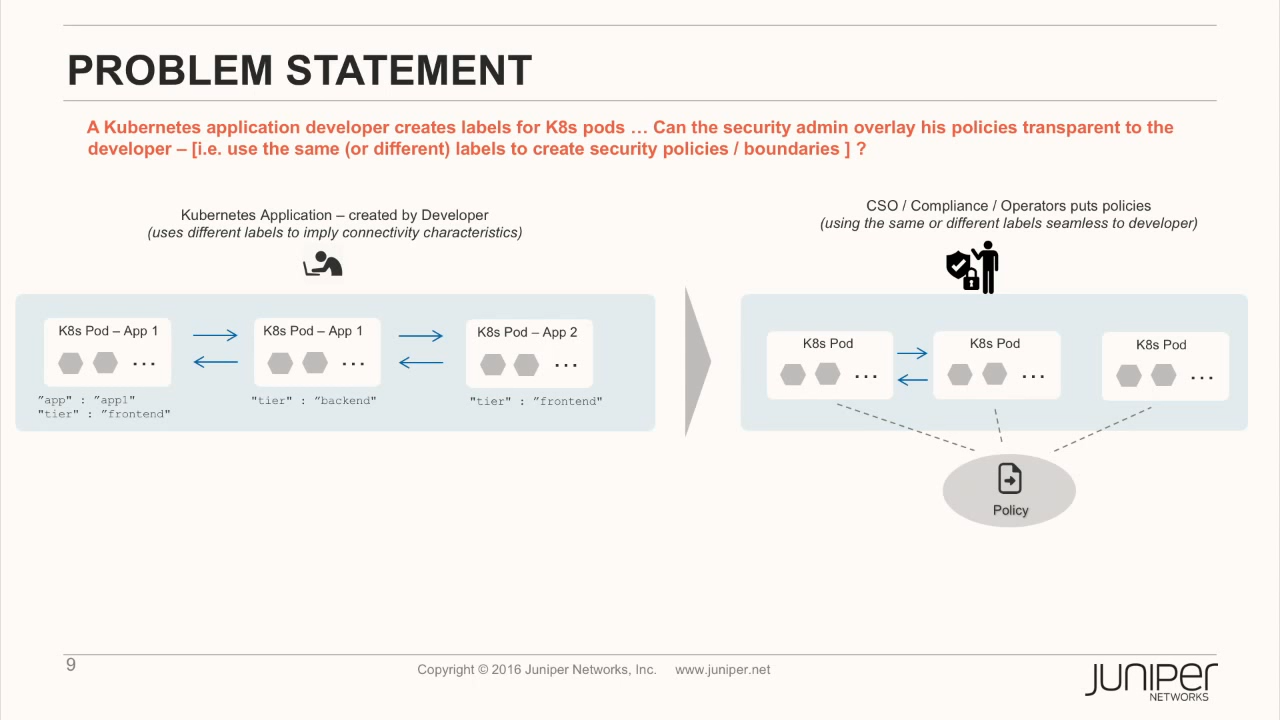 PROBLEM STATEMENT
A Kubernetes application developer creates labels for K8s pods … Can the security admin overlay his policies transparent to the
developer – [i.e. use the same (or different) labels to create security policies / boundaries ] ?
Kubernetes Application – created by Developer
(uses different labels to imply connectivity characteristics)
CSO / Compliance / Operators puts policies
(using the same or different labels seamless to developer)
K8s Pod – App 1
...
"app" : "app1"
"tier" : "frontend"
K8s Pod – App 1
...
"tier" : "backend"
K8s Pod – App 2
...
"tier" : "frontend"
K8s Pod
...
K8s Pod
...
K8s Pod
...
Policy
9
Copyright © 2016 Juniper Networks, Inc. www.juniper.net
JUNIPER
NETWORKS